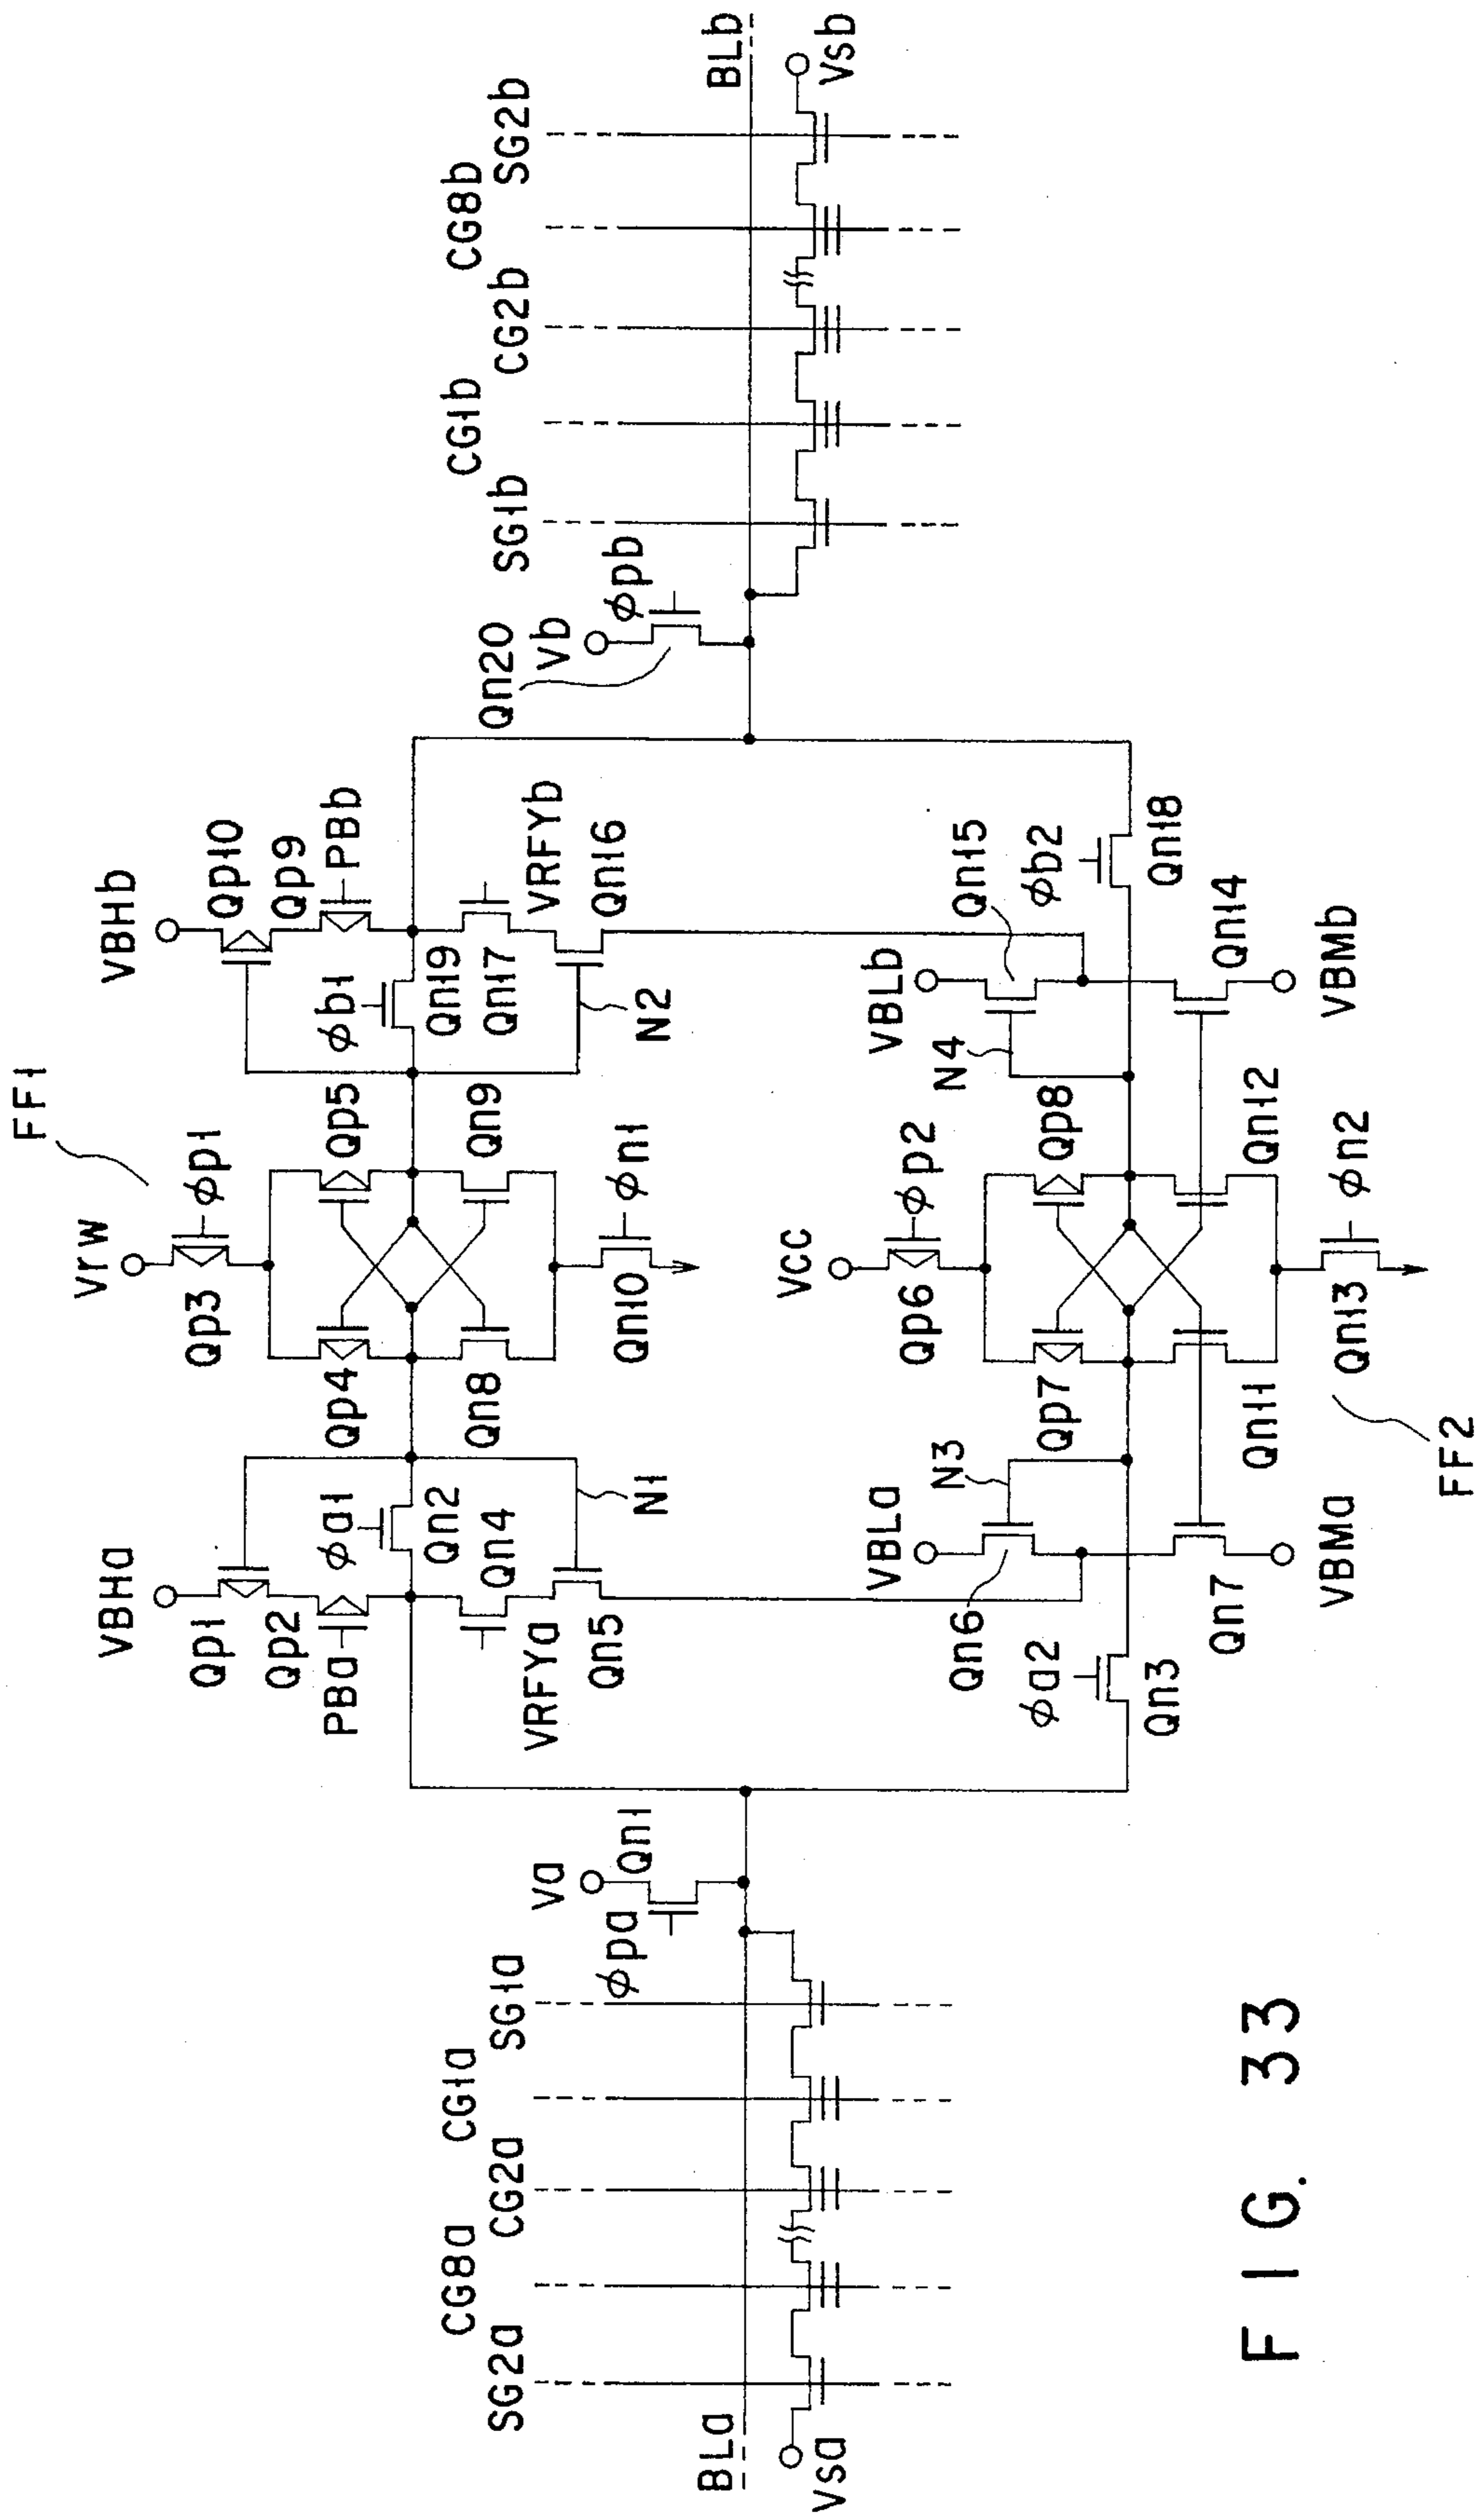 FF1
Vrw
Qp3
φp1
VBHa
Qp1
Qp2
PBa
φa1
Qn2
Qn4
VRFYa
Qn5
N1
Qp4
Qn8
Qp5
Qn9
Qn10
φn1
VBHb
Qp10
Qp9
PBb
φb1
Qn19
Qn17
VRFYb
Qn16
N2
SG2a
CG8a
CG2a
CG1a
SG1a
BLa
Vsa
Va
φpa
Qn1
Qn20
Vb
φpb
SG1b
CG1b
CG2b
CG8b
SG2b
BLb
Vsb
VBLa
N3
Qn6
φa2
Qn3
Qn7
VBMa
Vcc
Qp6
φp2
Qp7
Qp8
Qn11
Qn12
Qn13
φn2
FF2
VBLb
N4
Qn15
φb2
Qn18
Qn14
VBMb
FIG. 33